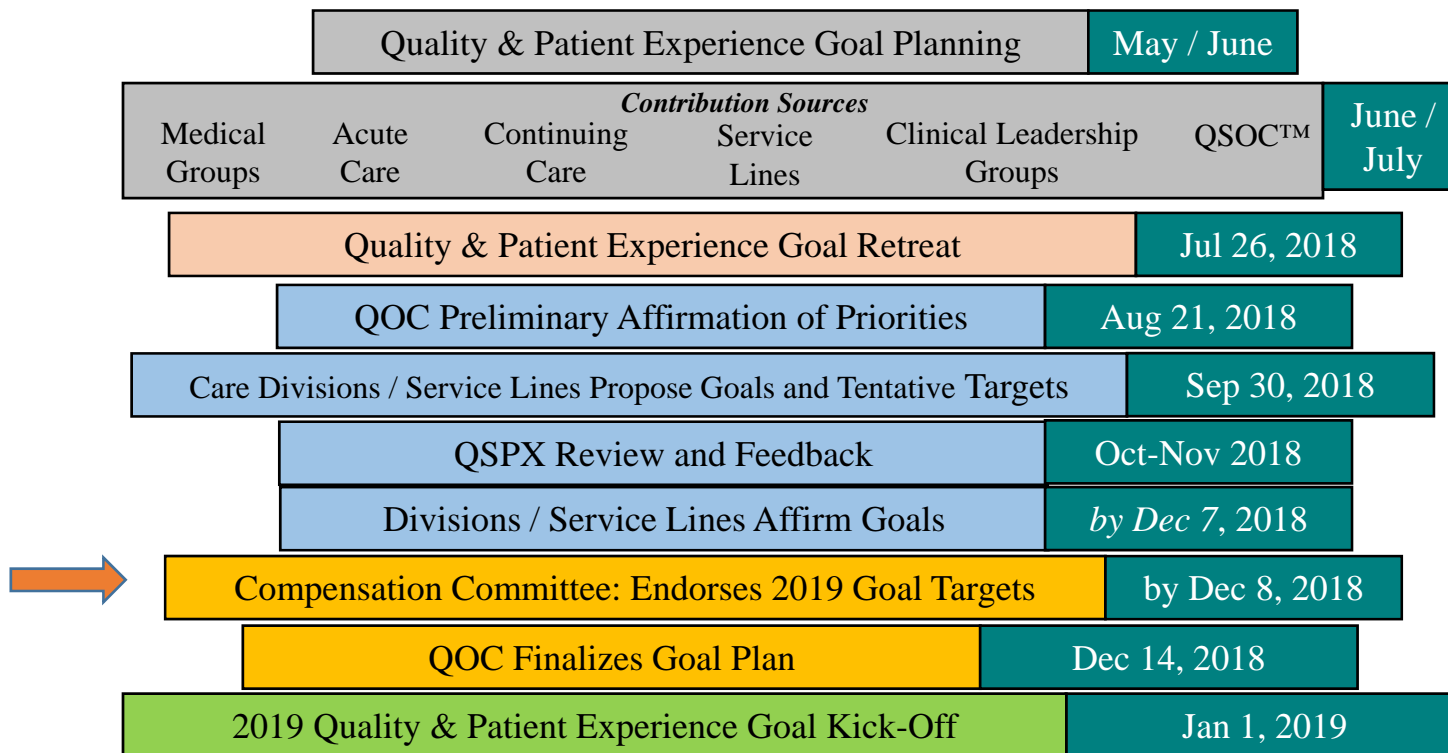 Quality & Patient Experience Goal Planning
May / June
Contribution Sources
Medical Groups
Acute Care
Continuing Care
Service Lines
Clinical Leadership Groups
QSOC™
June / July
Quality & Patient Experience Goal Retreat
Jul 26, 2018
QOC Preliminary Affirmation of Priorities
Aug 21, 2018
Care Divisions / Service Lines Propose Goals and Tentative Targets
Sep 30, 2018
QSPX Review and Feedback
Oct-Nov 2018
Divisions / Service Lines Affirm Goals
by Dec 7, 2018
Compensation Committee: Endorses 2019 Goal Targets
by Dec 8, 2018
QOC Finalizes Goal Plan
Dec 14, 2018
2019 Quality & Patient Experience Goal Kick-Off
Jan 1, 2019